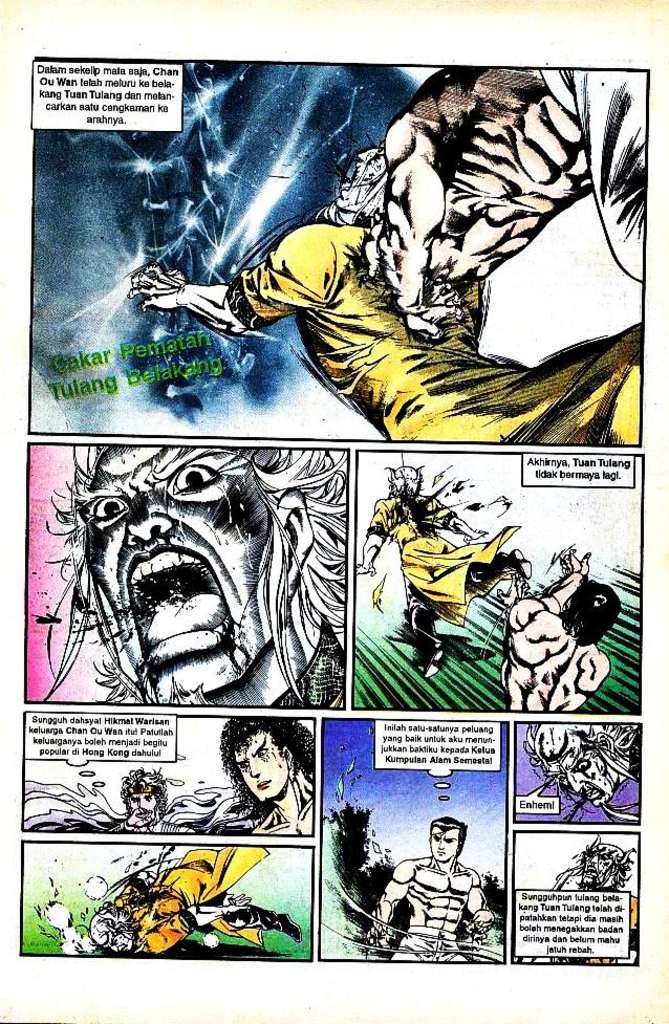 Dalam sekelip mata saja, Chan
Ou Wan telah meluru ke bela-
kang Tuan Tulang dan melan-
carkan satu cengkaman ke
arahnya.
Cakar Pematah
Tulang Belakang
Akhirnya, Tuan Tulang
tidak bermaya lagi.
Sungguh dahsyat Hikmat Warisan
keluarga Chan Ou Wan! Patutlah
keluarganya boleh menjadi begitu
popular di Hong Kong dahulu!
Inilah satu-satunya peluang
yang baik untuk aku menun-
jukkan baktiku kepada Ketua
Kumpulan Alam Semesta!
Enhem!
Sungguhpun tulang bela-
kang Tuan Tulang telah di-
patahkan tetapi dia masih
boleh menegakkan badan
dirinya dan belum mahu
jatuh rebah.